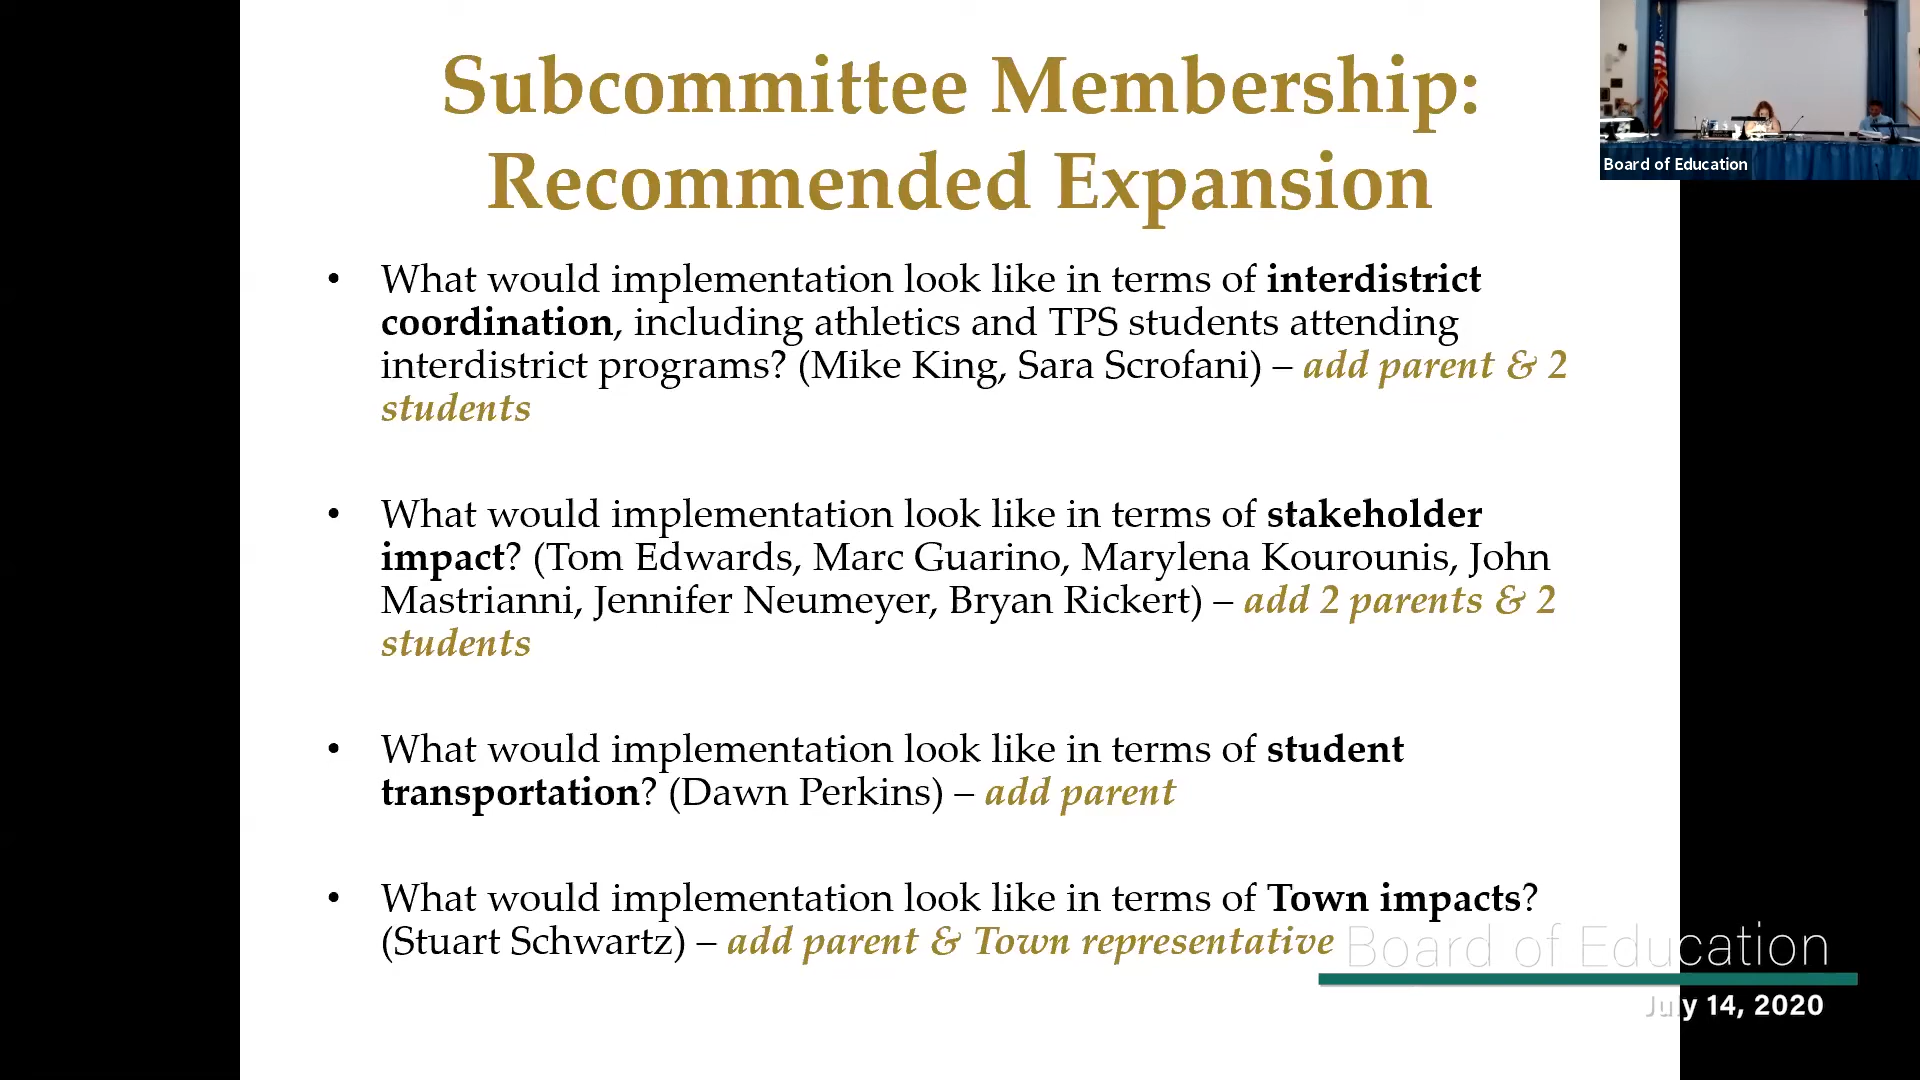 Subcommittee Membership:
Recommended Expansion
Board of Education
• What would implementation look like in terms of interdistrict
coordination, including athletics and TPS students attending
interdistrict programs? (Mike King, Sara Scrofani) – add parent & 2
students
• What would implementation look like in terms of stakeholder
impact? (Tom Edwards, Marc Guarino, Marylena Kourounis, John
Mastrianni, Jennifer Neumeyer, Bryan Rickert) – add 2 parents & 2
students
• What would implementation look like in terms of student
transportation? (Dawn Perkins) – add parent
• What would implementation look like in terms of Town impacts?
(Stuart Schwartz) – add parent & Town representative
Board of Education
July 14, 2020